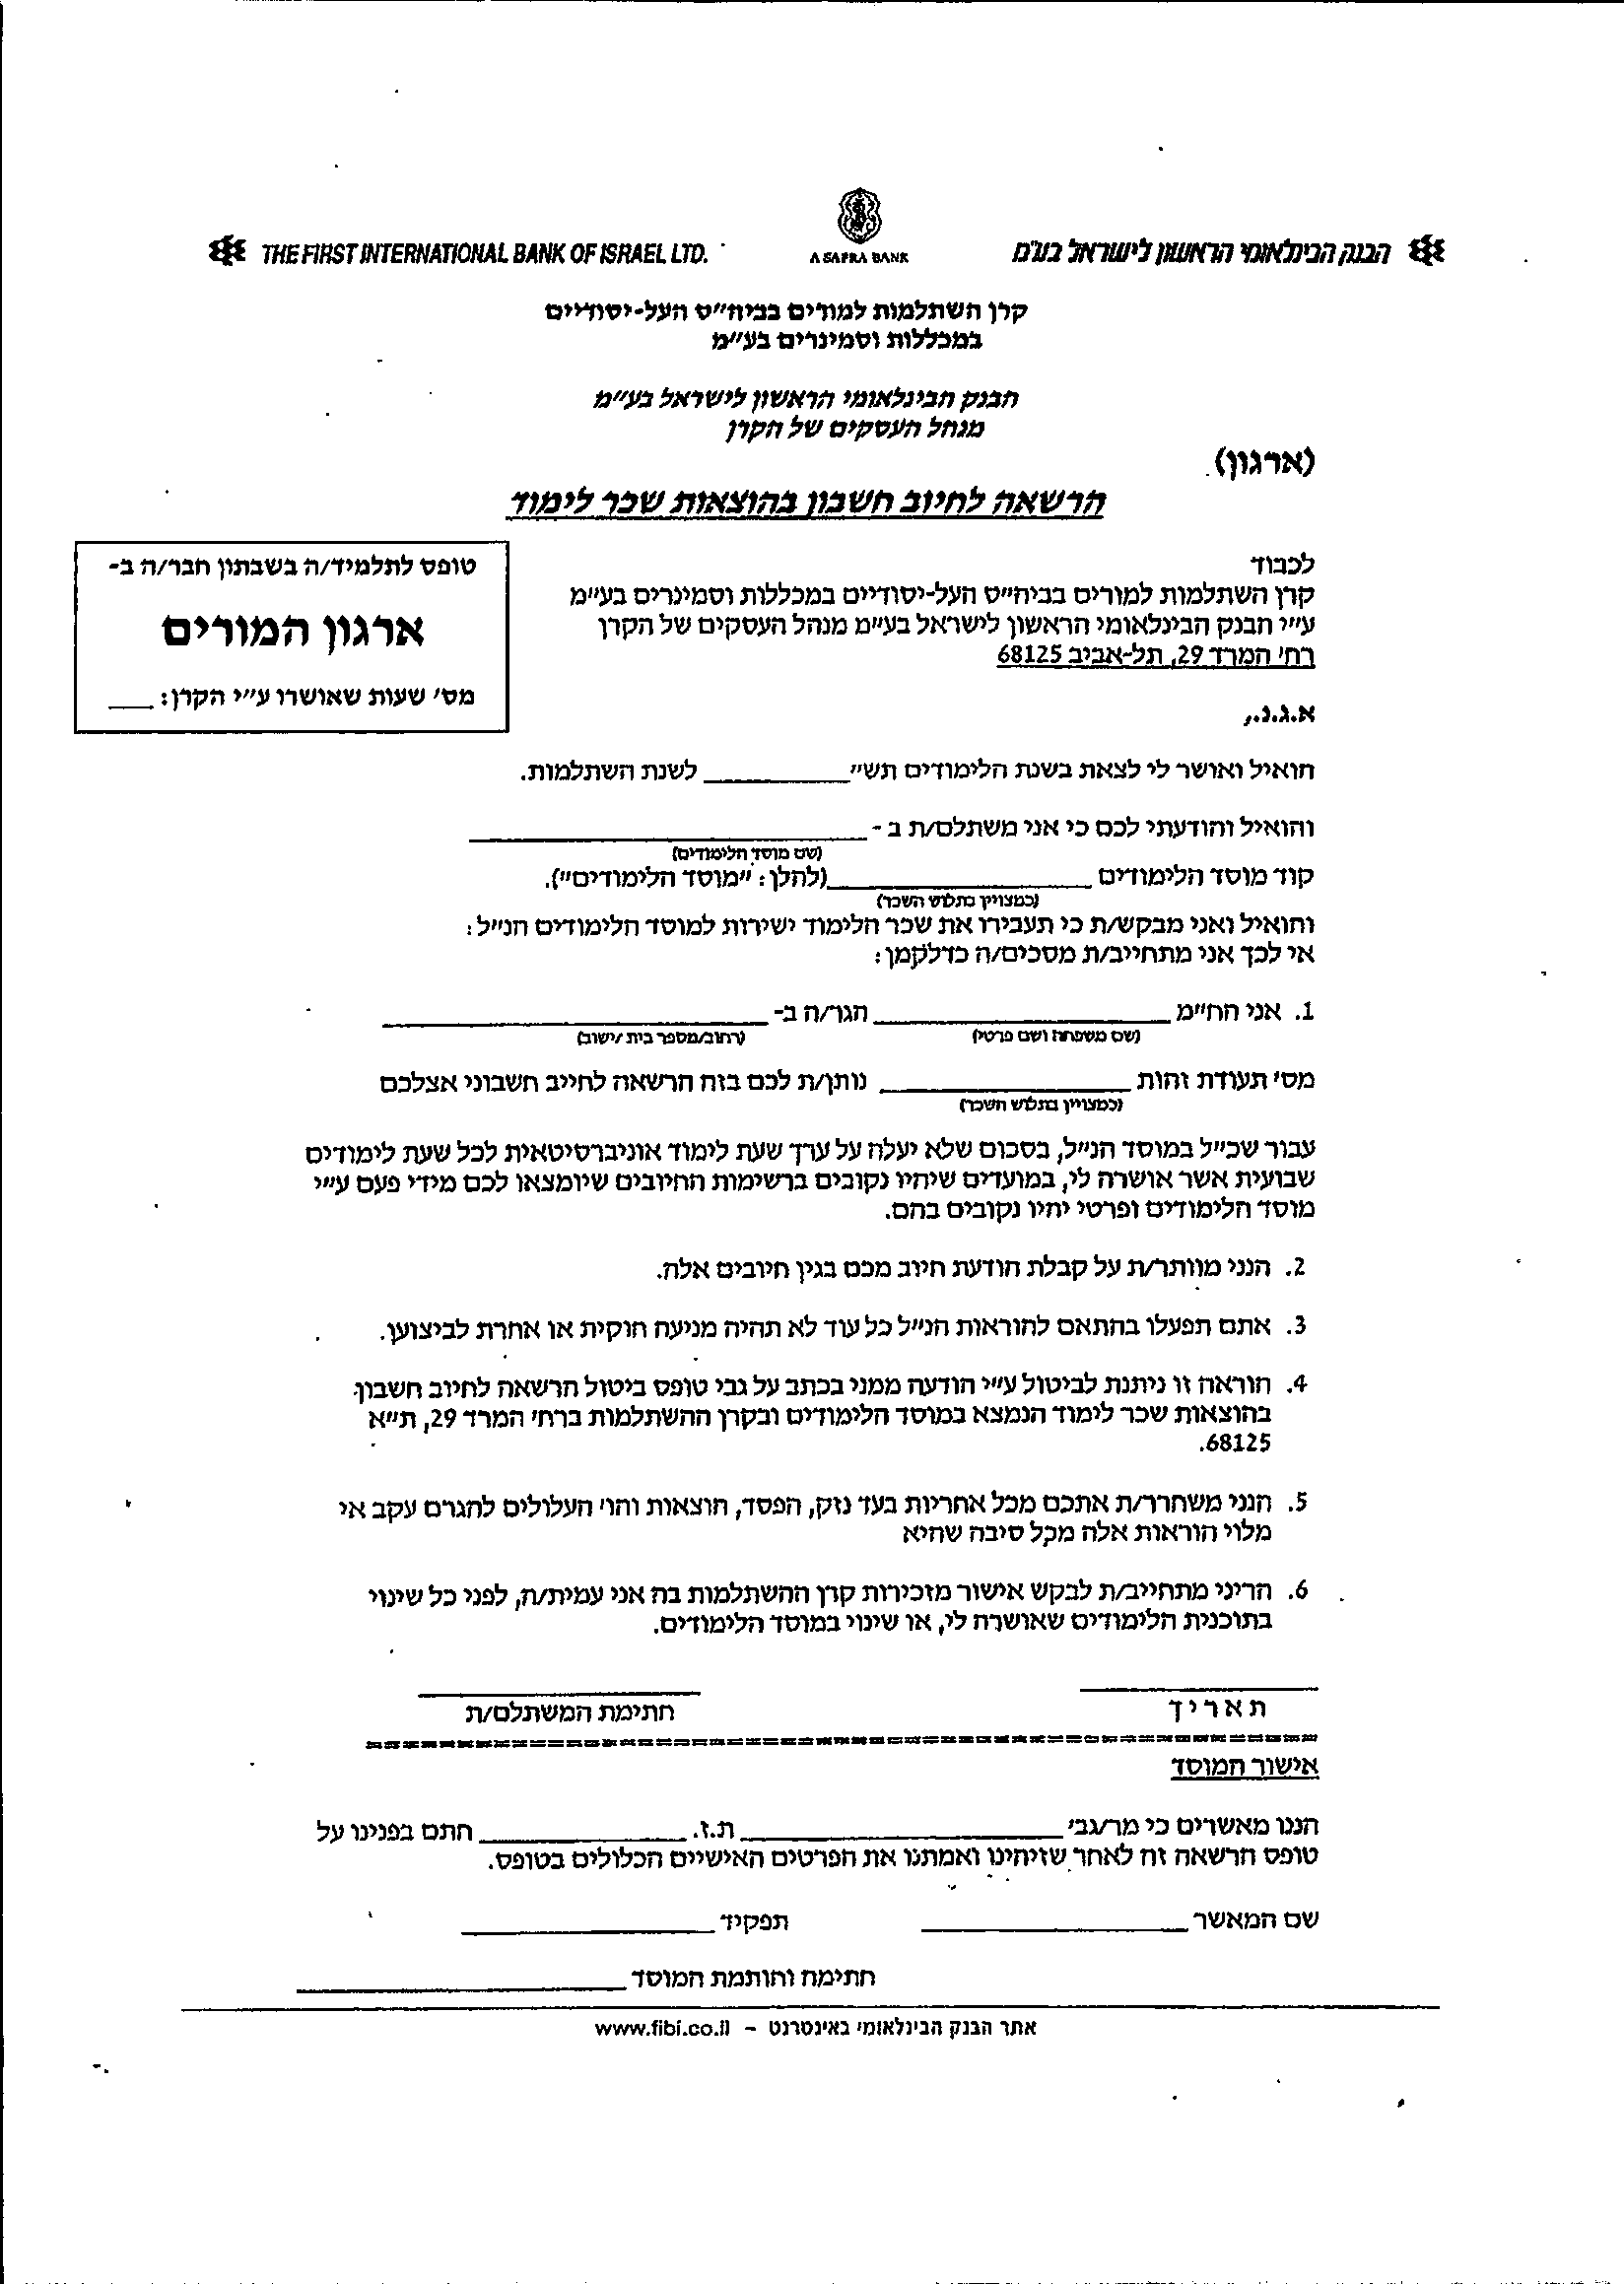 הבנק הבינלאומי הראשון לישראל בע"מ
A SAFRA BANK
THE FIRST INTERNATIONAL BANK OF ISRAEL LTD.
קרן השתלמות למורים בביה"ס העל-יסודיים
במכללות וסמינרים בע"מ
הבנק הבינלאומי הראשון לישראל בע"מ
מנהל העסקים של הקרן
(ארגון)
הרשאה לחיוב חשבון בהוצאות שכר לימוד
טופס לתלמיד/ה בשבתון חבר/ה ב-
ארגון המורים
מס' שעות שאושרו ע"י הקרן: ___
לכבוד
קרן השתלמות למורים בביה"ס העל-יסודיים במכללות וסמינרים בע"מ
ע"י הבנק הבינלאומי הראשון לישראל בע"מ מנהל העסקים של הקרן
רח' המרד 29, תל-אביב 68125
א.ג.נ.,
הואיל ואושר לי לצאת בשנת הלימודים תש"__________ לשנת השתלמות.
והואיל והודעתי לכם כי אני משתלם/ת ב - __________
(שם מוסד הלימודים)
קוד מוסד הלימודים __________(להלן: "מוסד הלימודים").
(כמצויין בתלוש השכר)
והואיל ואני מבקש/ת כי תעבירו את שכר הלימוד ישירות למוסד הלימודים הנ"ל:
אי לכך אני מתחייב/ת מסכים/ה כדלקמן:
1. אני הח"מ __________ הגר/ה ב- __________
(שם משפחה ושם פרטי) (רחוב/מספר בית /ישוב)
מס' תעודת זהות __________ נותן/ת לכם בזה הרשאה לחייב חשבוני אצלכם
(כמצויין בתלוש השכר)
עבור שכ"ל במוסד הנ"ל, בסכום שלא יעלה על ערך שעת לימוד אוניברסיטאית לכל שעת לימודים
שבועית אשר אושרה לי, במועדים שיהיו נקובים ברשימות החיובים שיומצאו לכם מידי פעם ע"י
מוסד הלימודים ופרטי יהיו נקובים בהם.
2. הנני מוותר/ת על קבלת הודעת חיוב מכם בגין חיובים אלה.
3. אתם תפעלו בהתאם להוראות הנ"ל כל עוד לא תהיה מניעה חוקית או אחרת לביצוען.
4. הוראה זו ניתנת לביטול ע"י הודעה ממני בכתב על גבי טופס ביטול הרשאה לחיוב חשבון
בהוצאות שכר לימוד הנמצא במוסד הלימודים ובקרן ההשתלמות ברח' המרד 29, ת"א
68125.
5. הנני משחרר/ת אתכם מכל אחריות בעד נזק, הפסד, הוצאות והו' העלולים להגרם עקב אי
מלוי הוראות אלה מכל סיבה שהיא
6. הריני מתחייב/ת לבקש אישור מזכירות קרן ההשתלמות בה אני עמית/ה, לפני כל שינוי
בתוכנית הלימודים שאושרה לי, או שינוי במוסד הלימודים.
תאריך חתימת המשתלם/ת
אישור המוסד
הננו מאשרים כי מר/גב' __________ ת.ז. __________ חתם בפנינו על
טופס הרשאה זה לאחר שזיהינו ואמתנו את הפרטים האישיים הכלולים בטופס.
שם המאשר __________ תפקיד __________
חתימה וחותמת המוסד __________
אתר הבנק הבינלאומי באינטרנט - www.fibi.co.il